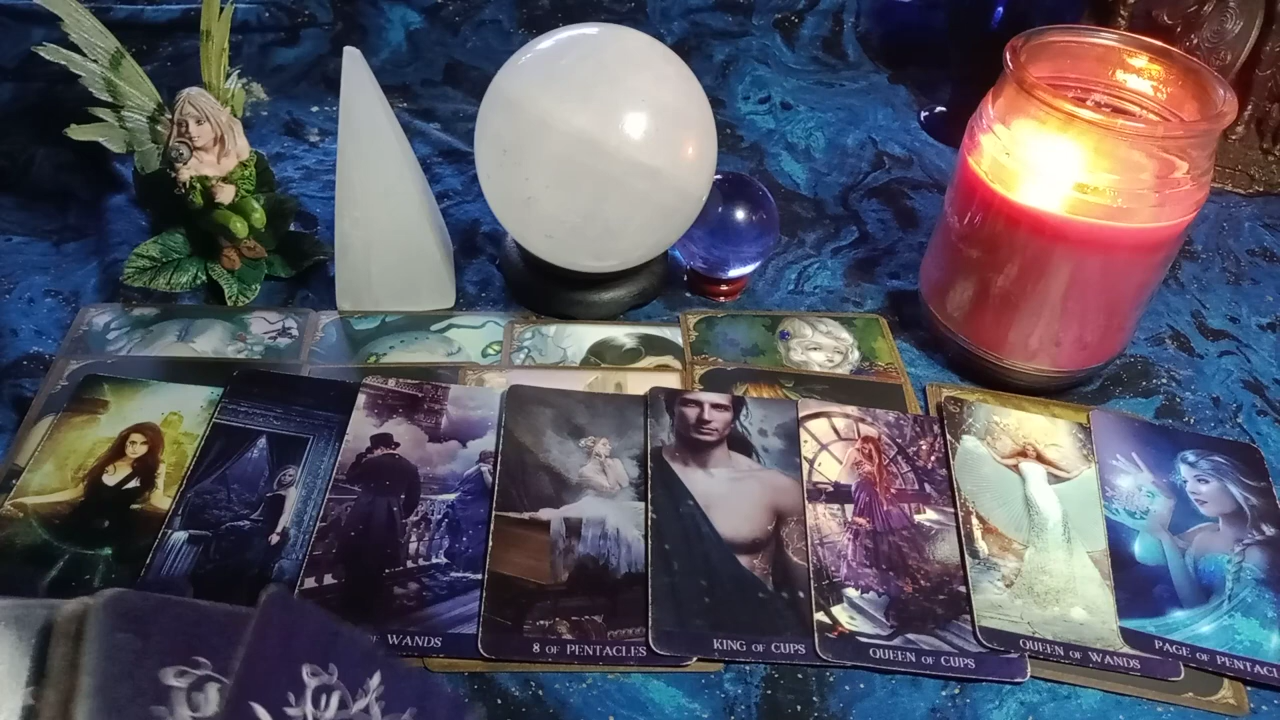 WANDS
8 OF PENTACLES
KING OF CUPS
QUEEN OF CUPS
QUEEN OF WANDS
PAGE OF PENTAC